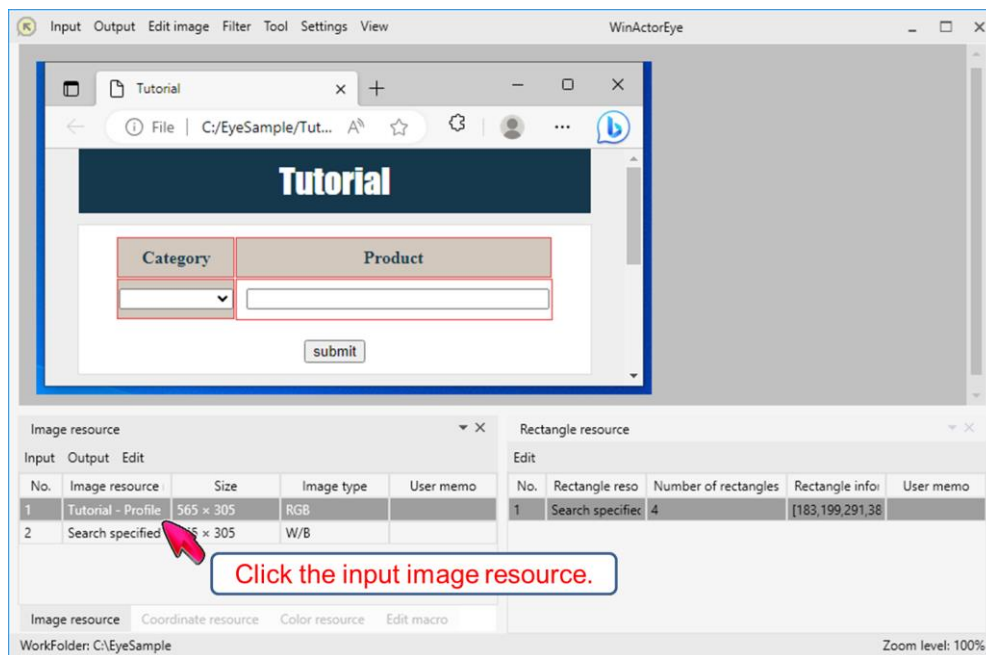 Input Output Edit image Filter Tool Settings View WinActorEye
Tutorial
File | C:/EyeSample/Tut...
Tutorial
Category Product
submit
Image resource
Input Output Edit
No. Image resource Size Image type User memo
1 Tutorial - Profile 565 × 305 RGB
2 Search specified × 305 W/B
Click the input image resource.
Image resource Coordinate resource Color resource Edit macro
Rectangle resource
Edit
No. Rectangle reso Number of rectangles Rectangle infor User memo
1 Search specified 4 [183,199,291,38
WorkFolder: C:\EyeSample Zoom level: 100%